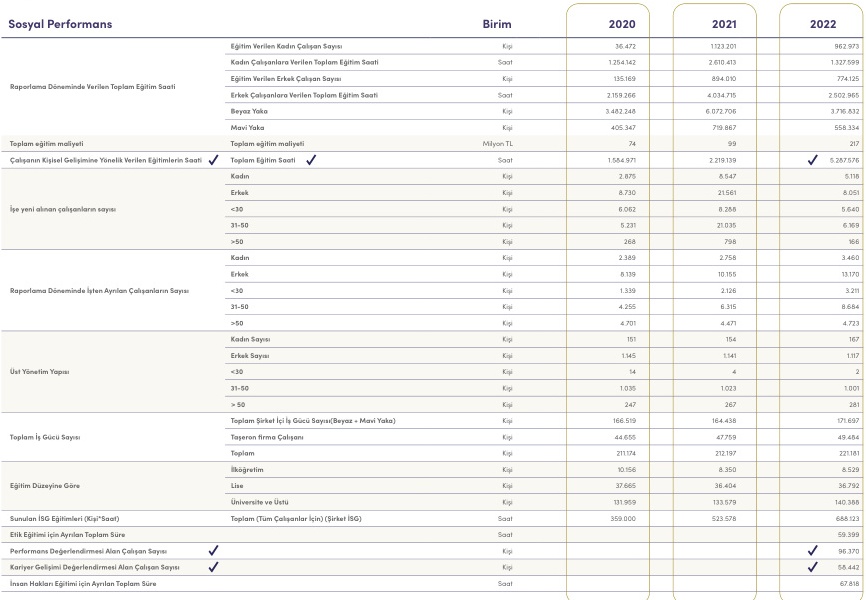 Sosyal Performans Birim 2020 2021 2022
Eğitim Verilen Kadın Çalışan Sayısı Kişi 36.472 1.123.201 962.973
Kadın Çalışanlara Verilen Toplam Eğitim Saati Saat 1.254.142 2.610.413 1.327.599
Raporlama Döneminde Verilen Toplam Eğitim Saati Eğitim Verilen Erkek Çalışan Sayısı Kişi 135.169 894.010 774.125
Erkek Çalışanlara Verilen Toplam Eğitim Saati Saat 2.159.266 4.034.715 2.502.965
Beyaz Yaka Kişi 3.482.248 6.072.706 3.716.832
Mavi Yaka Kişi 405.347 719.867 558.334
Toplam eğitim maliyeti Toplam eğitim maliyeti Milyon TL 74 99 217
Çalışanın Kişisel Gelişimine Yönelik Verilen Eğitimlerin Saati ✓ Toplam Eğitim Saati ✓ Saat 1.584.971 2.219.139 ✓ 5.287.576
Kadın Kişi 2.875 8.547 5.118
Erkek Kişi 8.730 21.561 8.051
İşe yeni alınan çalışanların sayısı <30 Kişi 6.062 8.288 5.640
31-50 Kişi 5.231 21.035 6.169
>50 Kişi 268 798 166
Kadın Kişi 2.389 2.758 3.460
Erkek Kişi 8.139 10.155 13.170
Raporlama Döneminde İşten Ayrılan Çalışanların Sayısı <30 Kişi 1.339 2.126 3.211
31-50 Kişi 4.255 6.315 8.684
>50 Kişi 4.701 4.471 4.723
Kadın Sayısı Kişi 151 154 167
Erkek Sayısı Kişi 1.145 1.141 1.117
Üst Yönetim Yapısı <30 Kişi 14 4 2
31-50 Kişi 1.035 1.023 1.001
> 50 Kişi 247 267 281
Toplam Şirket İçi İş Gücü Sayısı(Beyaz + Mavi Yaka) Kişi 166.519 164.438 171.697
Toplam İş Gücü Sayısı Taşeron firma Çalışanı Kişi 44.655 47.759 49.484
Toplam Kişi 211.174 212.197 221.181
İlköğretim Kişi 10.156 8.350 8.529
Eğitim Düzeyine Göre Lise Kişi 37.665 36.404 36.792
Üniversite ve Üstü Kişi 131.959 133.579 140.388
Sunulan İSG Eğitimleri (Kişi*Saat) Toplam (Tüm Çalışanlar İçin) (Şirket İSG) Saat 359.000 523.578 688.123
Etik Eğitimi için Ayrılan Toplam Süre Saat 59.399
Performans Değerlendirmesi Alan Çalışan Sayısı ✓ Kişi ✓ 96.370
Kariyer Gelişimi Değerlendirmesi Alan Çalışan Sayısı ✓ Kişi ✓ 58.442
İnsan Hakları Eğitimi için Ayrılan Toplam Süre Saat 67.818